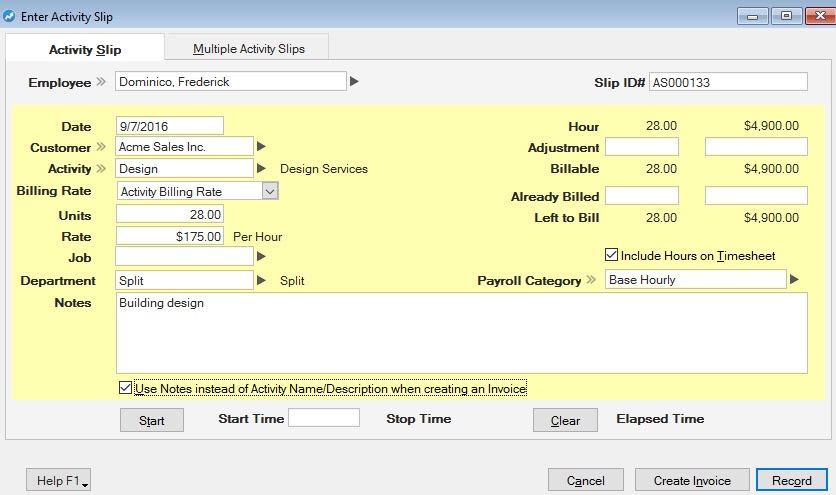 Enter Activity Slip
Activity Slip Multiple Activity Slips
Employee Dominico, Frederick Slip ID# AS000133
Date 9/7/2016 Hour 28.00 $4,900.00
Customer Acme Sales Inc. Adjustment
Activity Design Design Services Billable 28.00 $4,900.00
Billing Rate Activity Billing Rate Already Billed
Units 28.00 Left to Bill 28.00 $4,900.00
Rate $175.00 Per Hour
Job Include Hours on Timesheet
Department Split Split Payroll Category Base Hourly
Notes Building design
Use Notes instead of Activity Name/Description when creating an Invoice
Start Start Time Stop Time Clear Elapsed Time
Help F1 Cancel Create Invoice Record